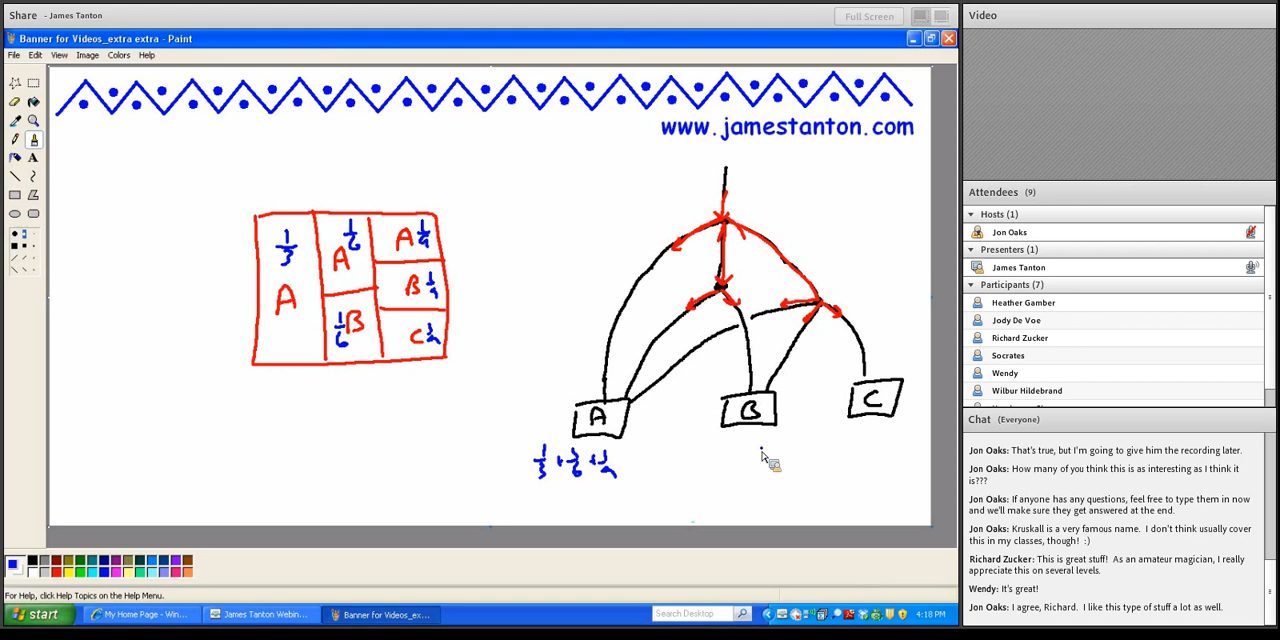 Share - James Tanton
Full Screen
Banner for Videos_extra extra - Paint
File Edit View Image Colors Help
www.jamestanton.com
1/3 A
A 1/6
A 1/9
B 1/9
1/6 B
C 1/9
A
B
C
1/3 + 1/6 + 1/9
For Help, click Help Topics on the Help Menu.
start
My Home Page - Win...
James Tanton Webin...
Banner for Videos_ex...
Search Desktop
4:18 PM
Video
Attendees (9)
Hosts (1)
Jon Oaks
Presenters (1)
James Tanton
Participants (7)
Heather Gamber
Jody De Voe
Richard Zucker
Socrates
Wendy
Wilbur Hildebrand
Chat (Everyone)
Jon Oaks: That's true, but I'm going to give him the recording later.
Jon Oaks: How many of you think this is as interesting as I think it
is???
Jon Oaks: If anyone has any questions, feel free to type them in now
and we'll make sure they get answered at the end.
Jon Oaks: Kruskall is a very famous name. I don't think usually cover
this in my classes, though! :)
Richard Zucker: This is great stuff! As an amateur magician, I really
appreciate this on several levels.
Wendy: It's great!
Jon Oaks: I agree, Richard. I like this type of stuff a lot as well.